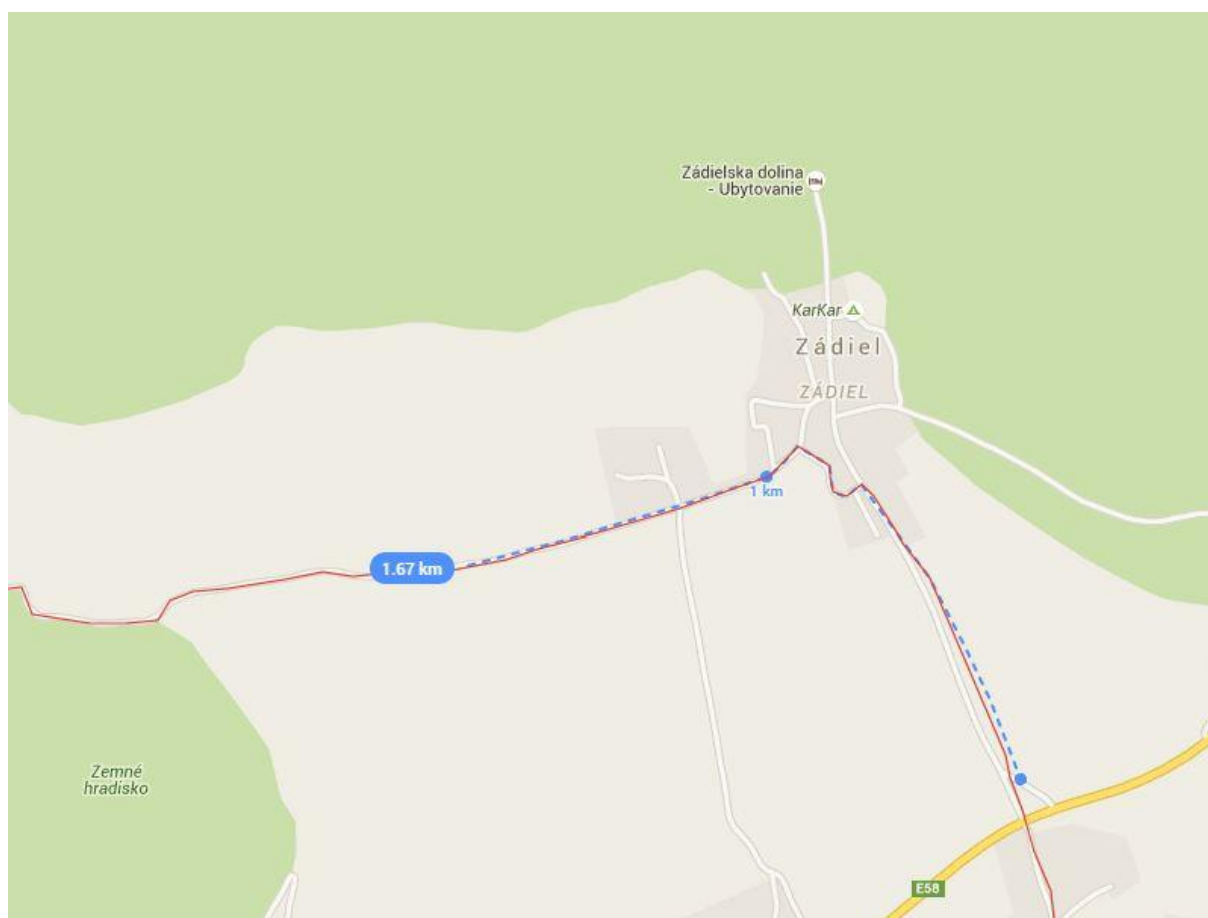 Zádielska dolina
- Ubytovanie
KarKar
Zádiel
ZÁDIEL
1 km
1.67 km
Zemné
hradisko
E58